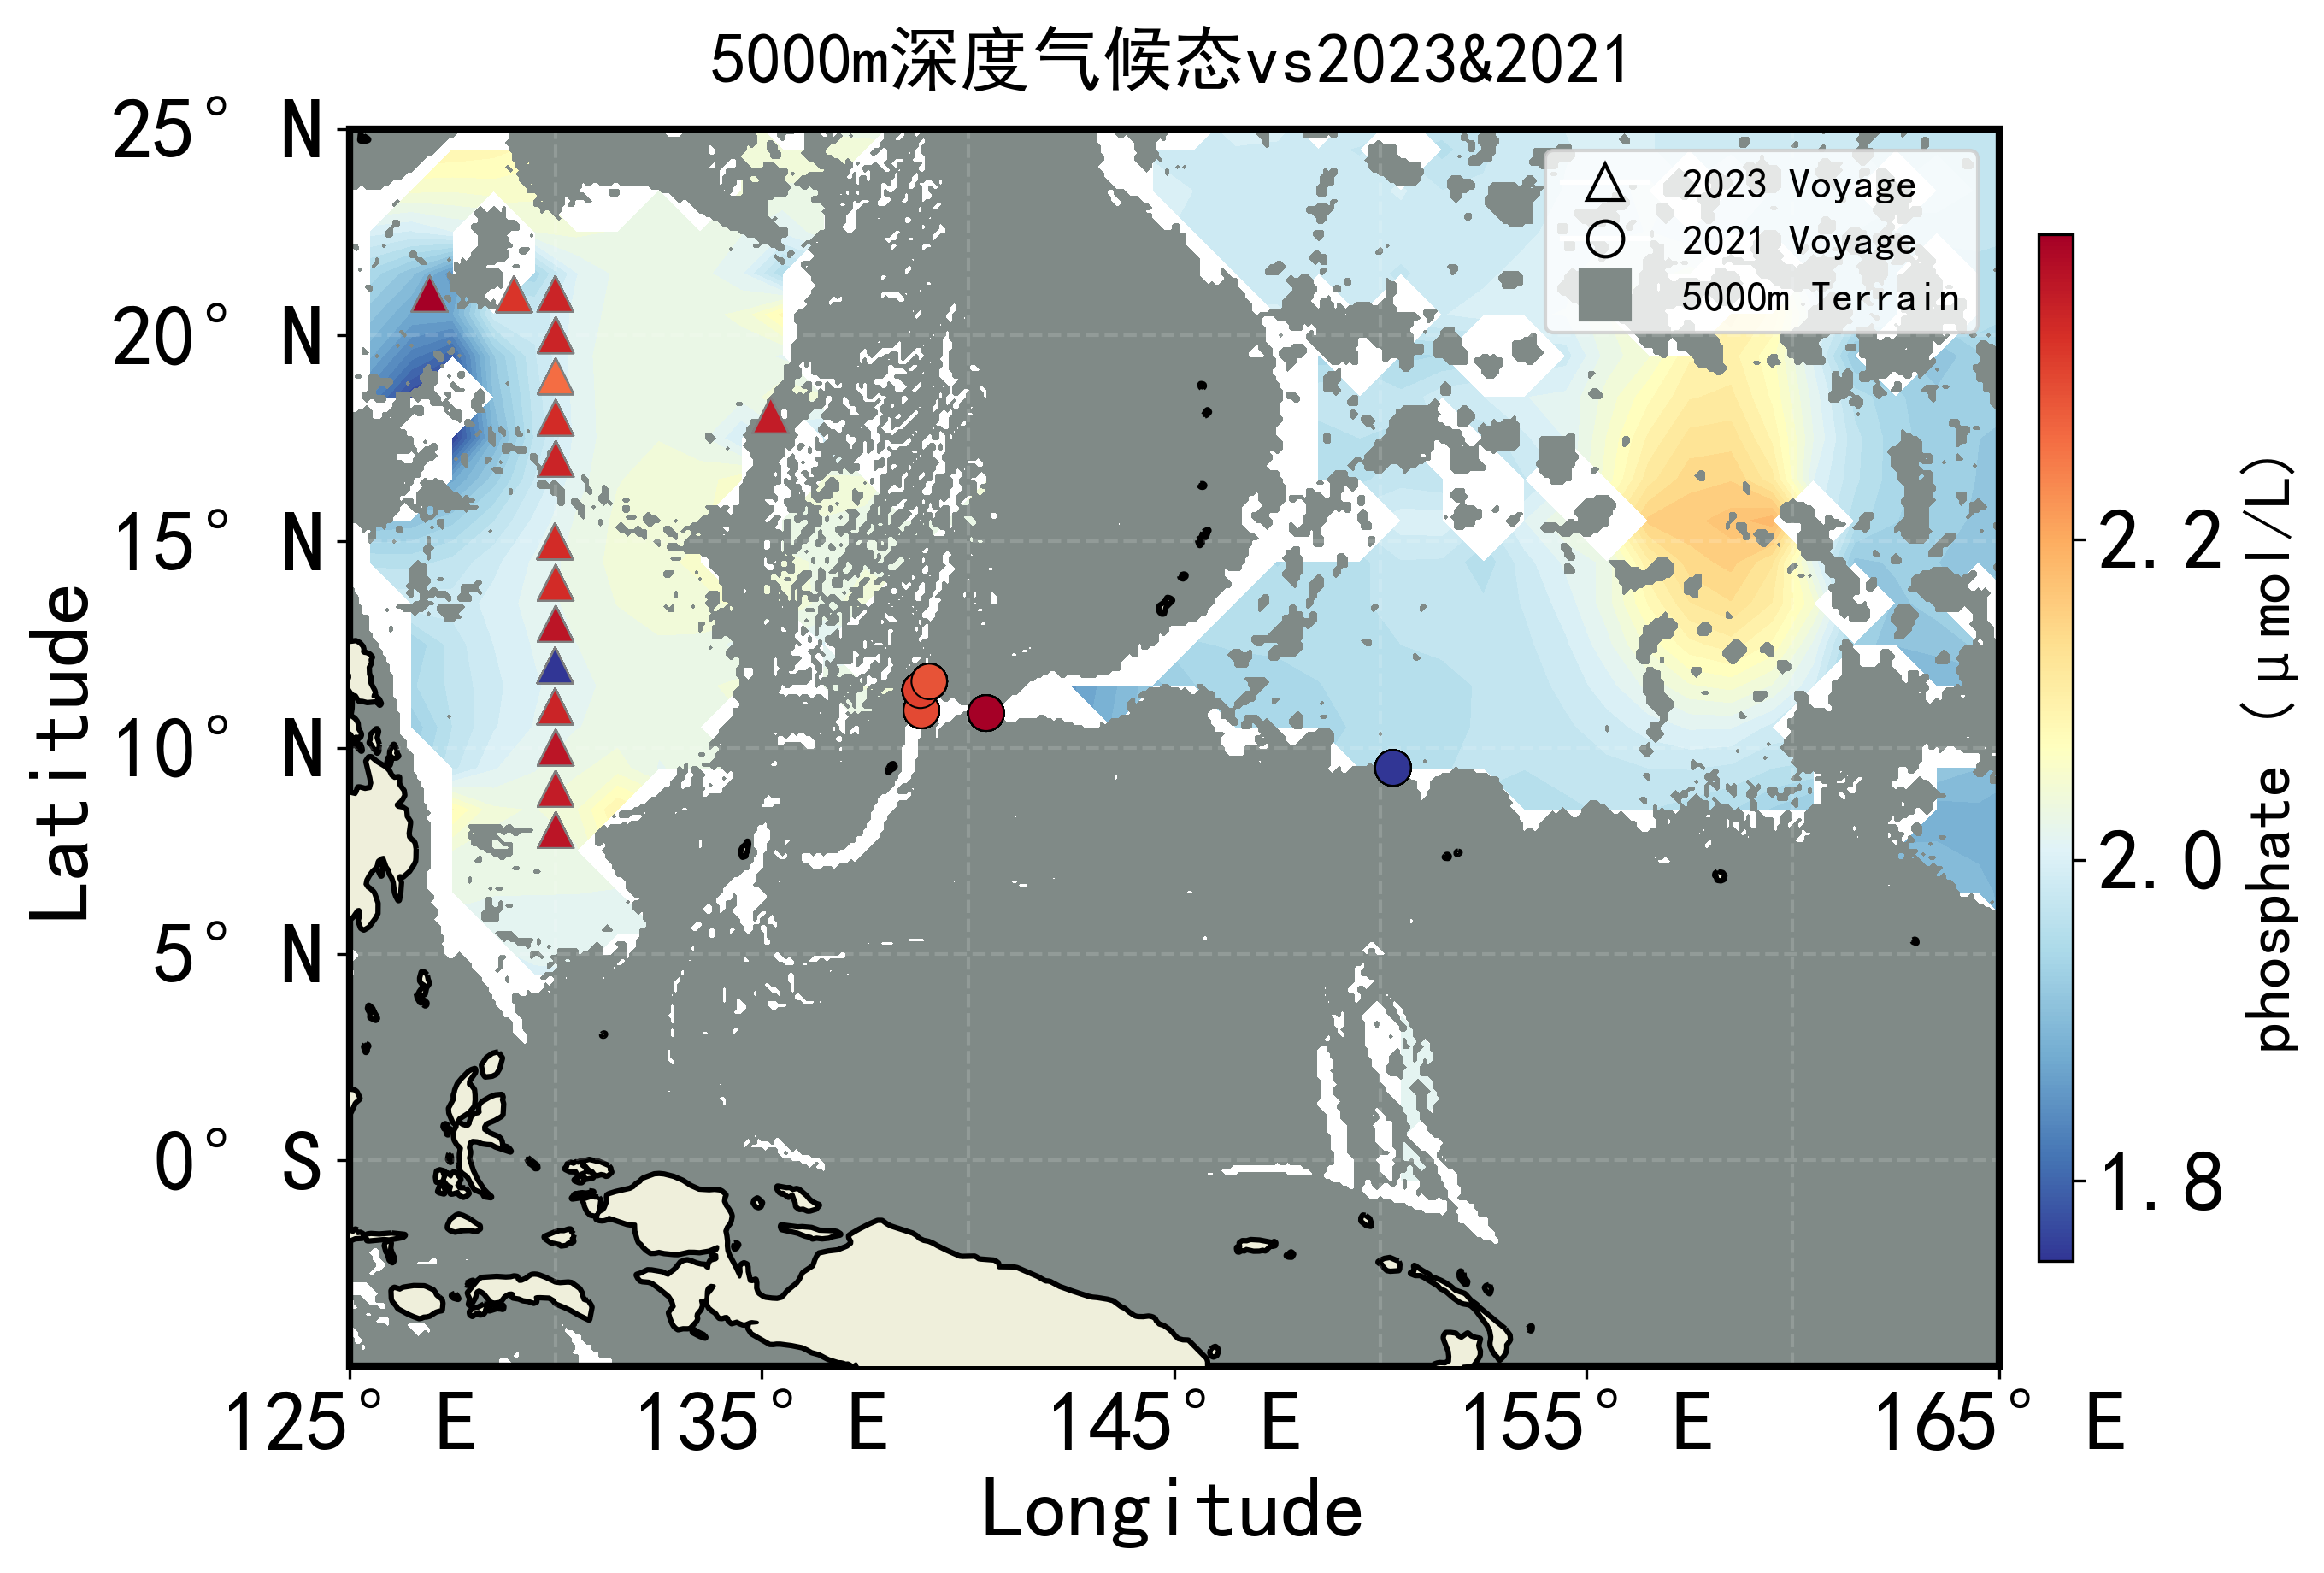 5000m深度气候态vs2023&2021
25° N
20° N
15° N
10° N
5° N
0° S
Latitude
125° E 135° E 145° E 155° E 165° E
Longitude
2023 Voyage
2021 Voyage
5000m Terrain
2.2
2.0
1.8
phosphate (μmol/L)